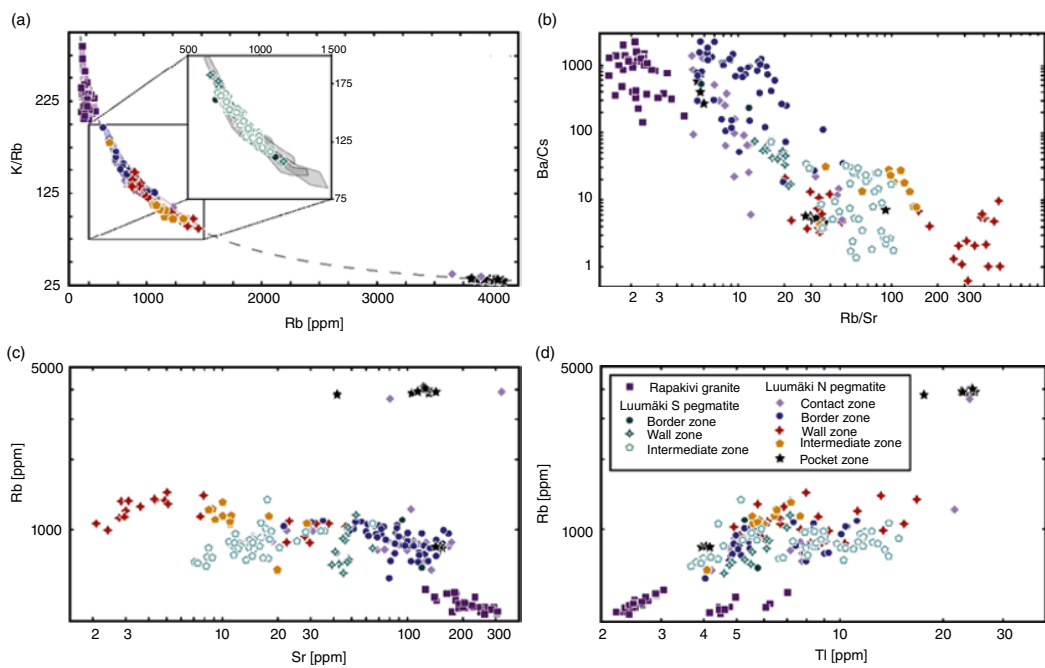 (a)
500 1100 1 500
175
125
75
225
125
25
K/Rb
0 1000 2000 3000 4000
Rb [ppm]
(b)
1000
100
10
1
Ba/Cs
2 3 10 20 30 100 200 300
Rb/Sr
(c)
5000
1000
Rb [ppm]
2 3 10 20 30 100 200 300
Sr [ppm]
(d)
5000
1000
Rb [ppm]
Rapakivi granite
Luumäki S pegmatite
Border zone
Wall zone
Intermediate zone
Luumäki N pegmatite
Contact zone
Border zone
Wall zone
Intermediate zone
Pocket zone
2 3 4 5 10 20 30
Tl [ppm]